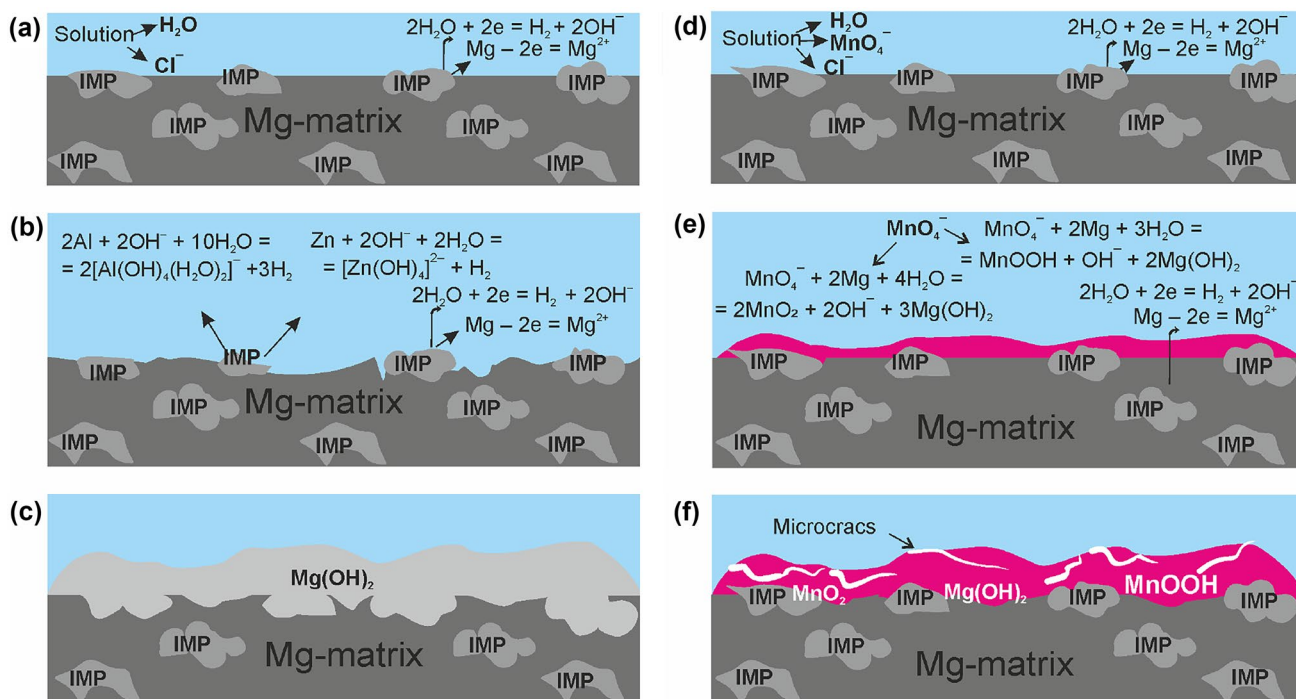 (a)
Solution
H₂O
Cl⁻
2H₂O + 2e = H₂ + 2OH⁻
Mg – 2e = Mg²⁺
IMP
IMP
IMP
IMP
IMP
Mg-matrix
IMP
IMP
IMP
IMP
(b)
2Al + 2OH⁻ + 10H₂O =
= 2[Al(OH)₄(H₂O)₂]⁻ +3H₂
Zn + 2OH⁻ + 2H₂O =
= [Zn(OH)₄]²⁻ + H₂
2H₂O + 2e = H₂ + 2OH⁻
Mg – 2e = Mg²⁺
IMP
IMP
IMP
IMP
IMP
Mg-matrix
IMP
IMP
IMP
IMP
(c)
Mg(OH)₂
IMP
Mg-matrix
IMP
IMP
IMP
(d)
Solution
H₂O
MnO₄⁻
Cl⁻
2H₂O + 2e = H₂ + 2OH⁻
Mg – 2e = Mg²⁺
IMP
IMP
IMP
IMP
IMP
Mg-matrix
IMP
IMP
IMP
IMP
(e)
MnO₄⁻
MnO₄⁻ + 2Mg + 3H₂O =
= MnOOH + OH⁻ + 2Mg(OH)₂
MnO₄⁻ + 2Mg + 4H₂O =
= 2MnO₂ + 2OH⁻ + 3Mg(OH)₂
2H₂O + 2e = H₂ + 2OH⁻
Mg – 2e = Mg²⁺
IMP
IMP
IMP
IMP
IMP
IMP
Mg-matrix
IMP
IMP
IMP
(f)
Microcracs
MnO₂
Mg(OH)₂
MnOOH
IMP
IMP
IMP
IMP
IMP
IMP
Mg-matrix
IMP
IMP
IMP